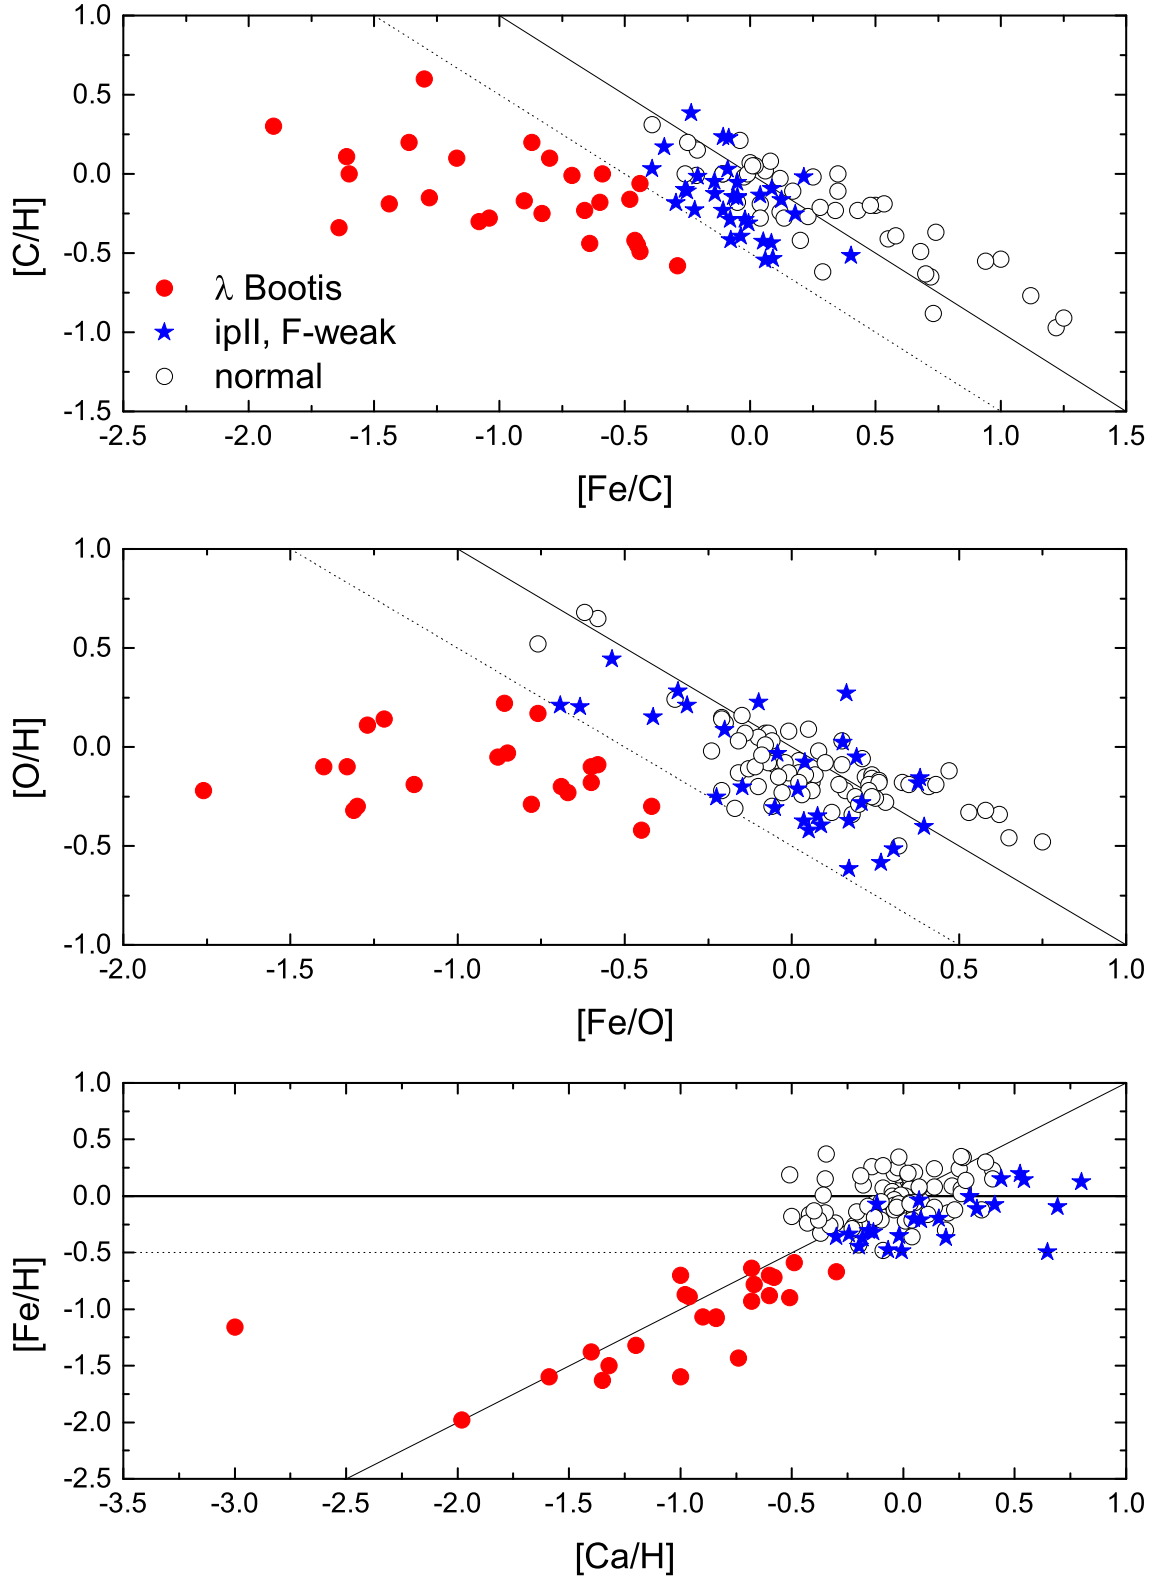 1.0
0.5
0.0
-0.5
-1.0
-1.5
[C/H]
λ Bootis
ipII, F-weak
normal
-2.5 -2.0 -1.5 -1.0 -0.5 0.0 0.5 1.0 1.5
[Fe/C]
1.0
0.5
0.0
-0.5
-1.0
[O/H]
-2.0 -1.5 -1.0 -0.5 0.0 0.5 1.0
[Fe/O]
1.0
0.5
0.0
-0.5
-1.0
-1.5
-2.0
-2.5
[Fe/H]
-3.5 -3.0 -2.5 -2.0 -1.5 -1.0 -0.5 0.0 0.5 1.0
[Ca/H]